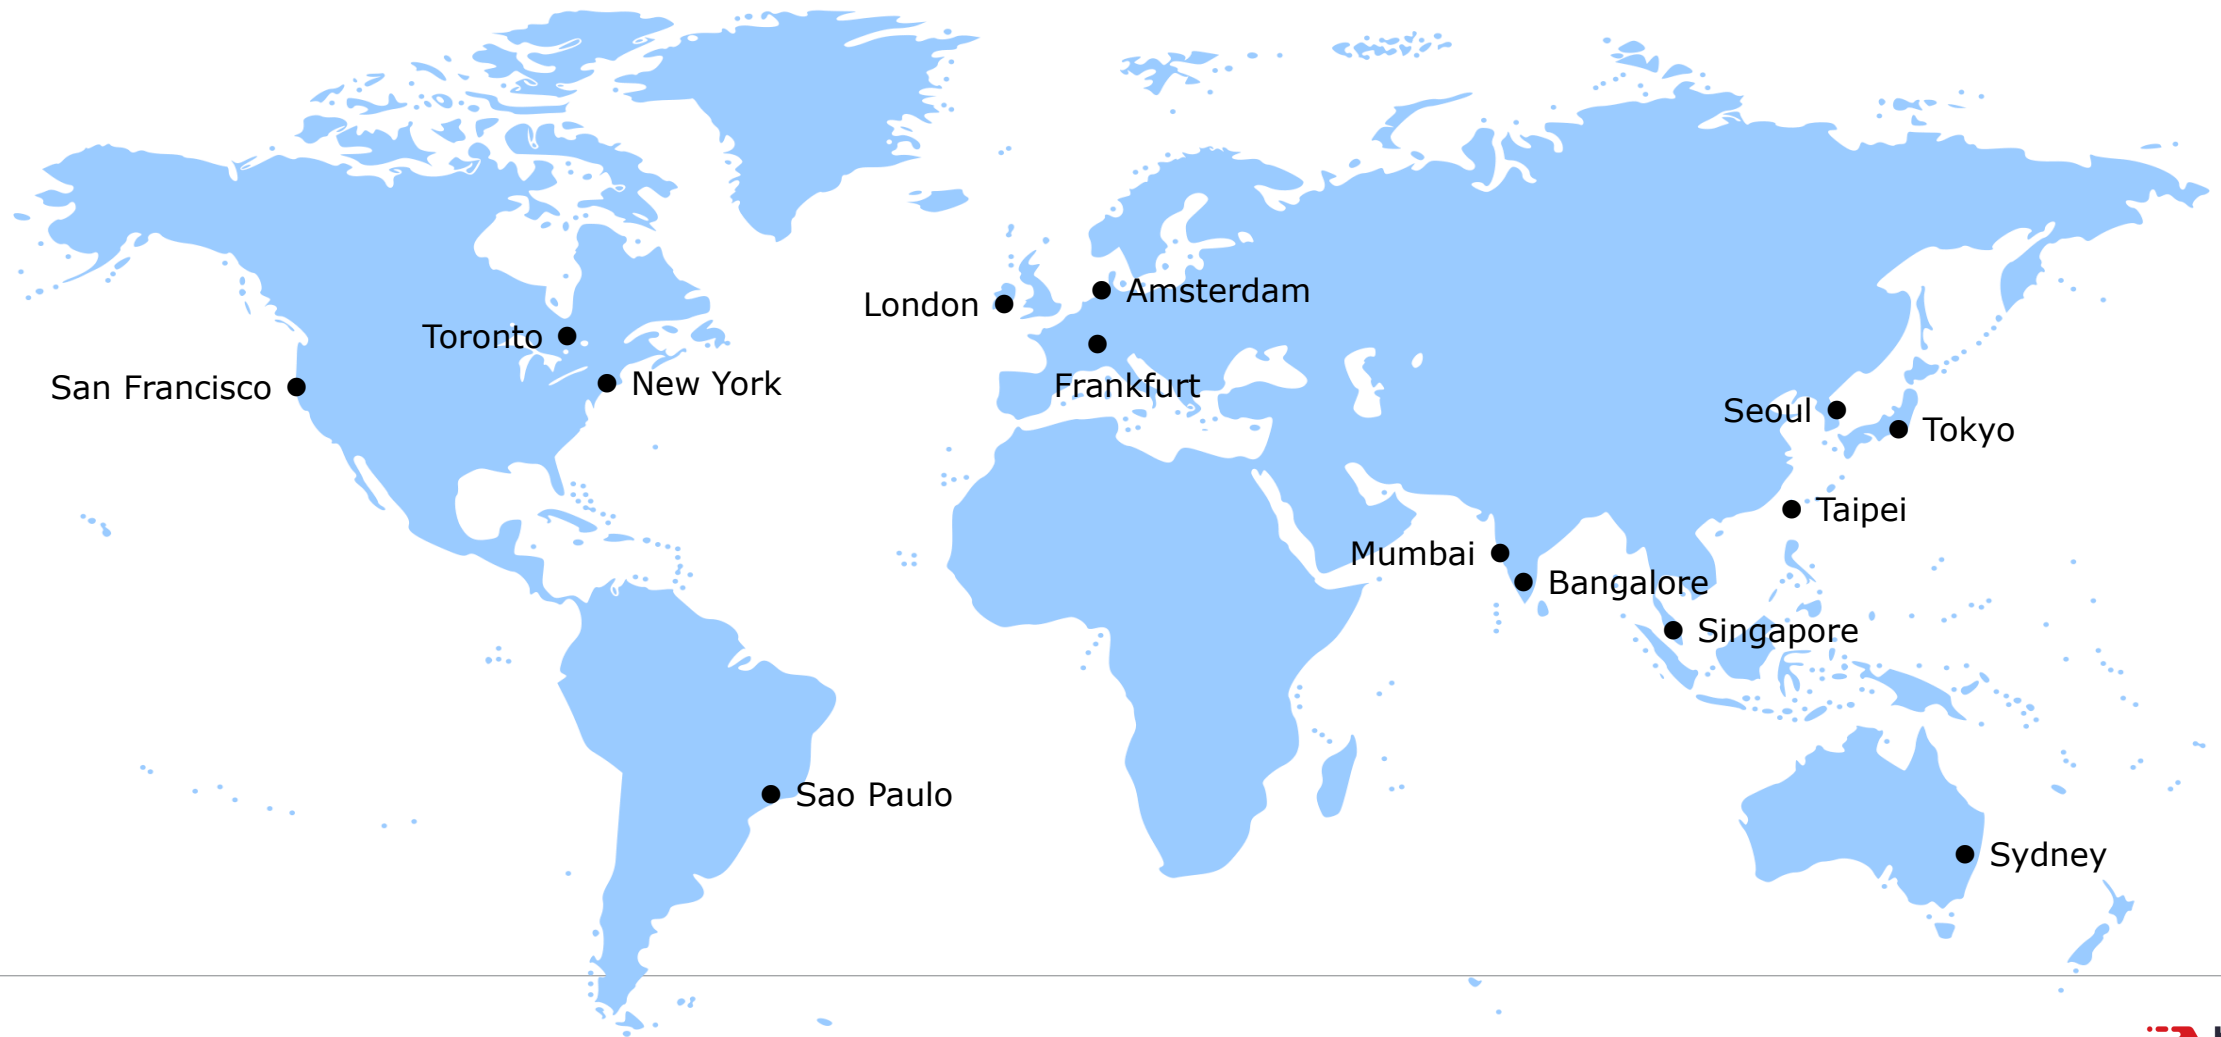 London
Amsterdam
Toronto
San Francisco
New York
Frankfurt
Seoul
Tokyo
Taipei
Mumbai
Bangalore
Singapore
Sao Paulo
Sydney